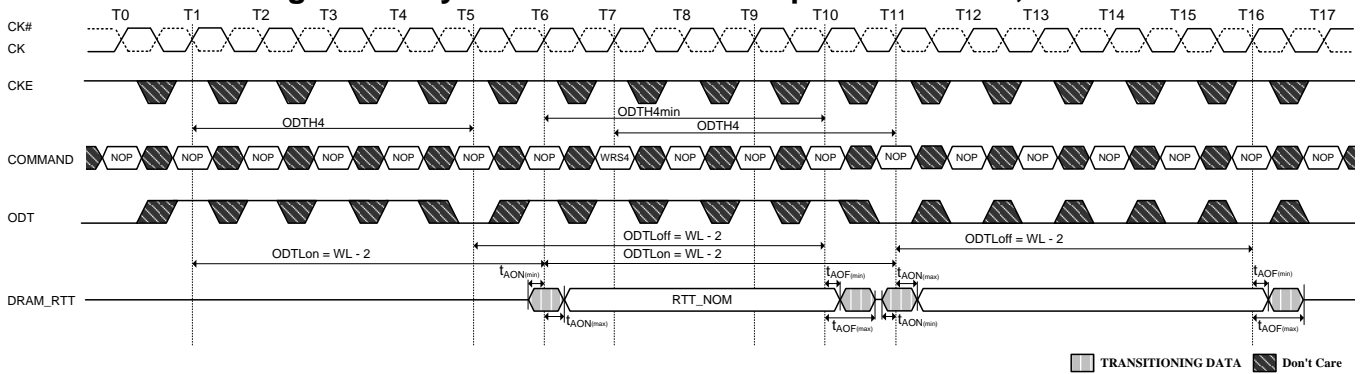 T0 T1 T2 T3 T4 T5 T6 T7 T8 T9 T10 T11 T12 T13 T14 T15 T16 T17
CK#
CK
CKE
ODTH4min
ODTH4 ODTH4
COMMAND NOP NOP NOP NOP NOP NOP NOP WRS4 NOP NOP NOP NOP NOP NOP NOP NOP NOP NOP
ODT
ODTLoff = WL - 2 ODTLoff = WL - 2
ODTLon = WL - 2 ODTLon = WL - 2
tAON(min) tAOF(min) tAON(max) tAOF(min)
DRAM_RTT RTT_NOM
tAON(max) tAOF(max) tAON(min) tAOF(max)
TRANSITIONING DATA Don't Care